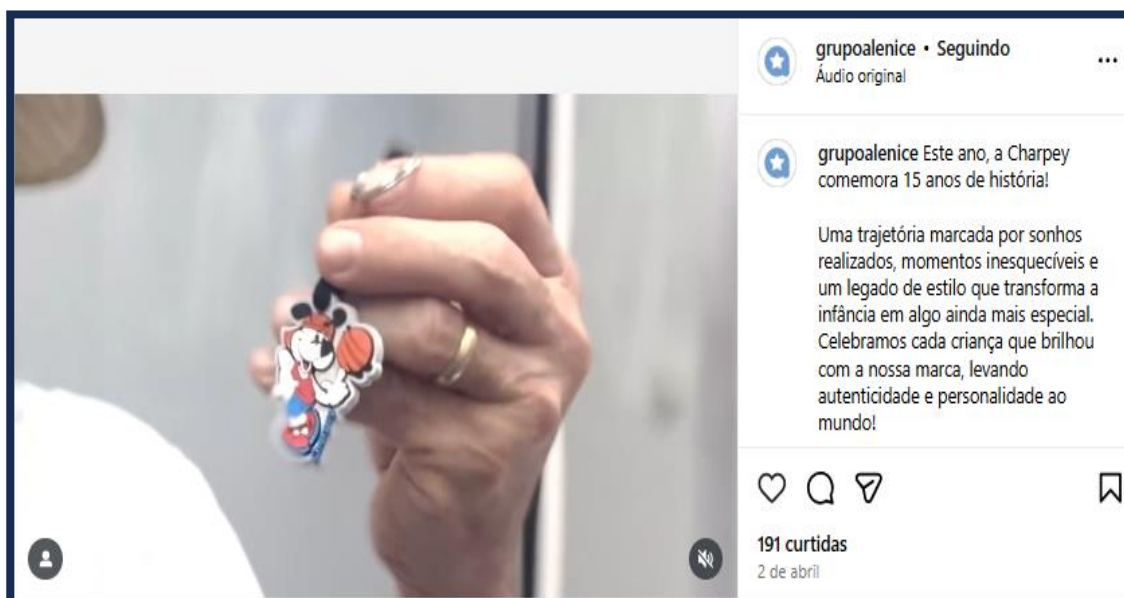 grupoalenice • Seguindo
Áudio original
...
grupoalenice Este ano, a Charpey
comemora 15 anos de história!
Uma trajetória marcada por sonhos
realizados, momentos inesquecíveis e
um legado de estilo que transforma a
infância em algo ainda mais especial.
Celebramos cada criança que brilhou
com a nossa marca, levando
autenticidade e personalidade ao
mundo!
191 curtidas
2 de abril